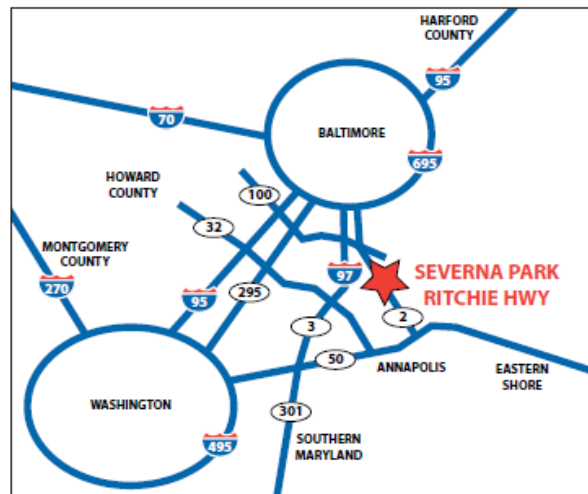 HARFORD
COUNTY
95
70
BALTIMORE
695
HOWARD
COUNTY
100
32
MONTGOMERY
COUNTY
97
SEVERNA PARK
RITCHIE HWY
270
95
295
3
2
50
ANNAPOLIS
EASTERN
SHORE
WASHINGTON
301
495
SOUTHERN
MARYLAND